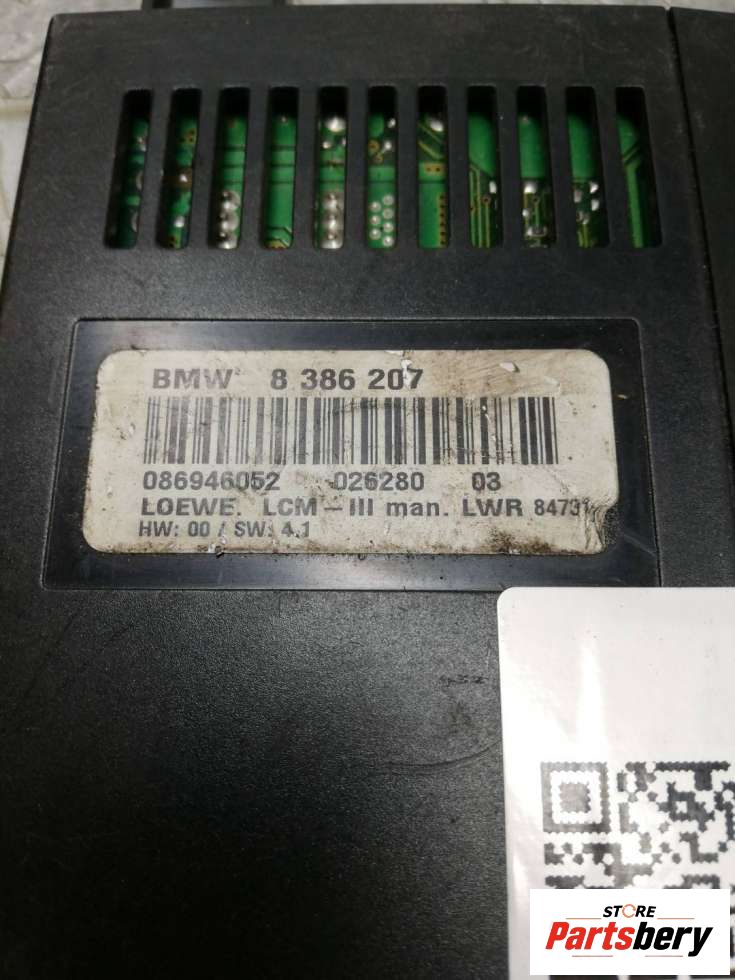 BMW 8 386 207
086946052 026280 03
LOEWE. LCM-III man. LWR 84731
HW: 00 / SW: 4.1
STORE
Partsbery